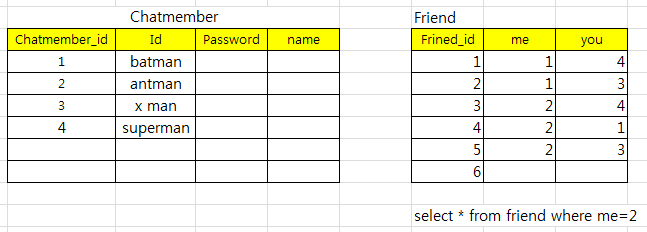 Chatmember
Chatmember_id Id Password name
1 batman
2 antman
3 x man
4 superman
Friend
Frined_id me you
1 1 4
2 1 3
3 2 4
4 2 1
5 2 3
6
select * from friend where me=2